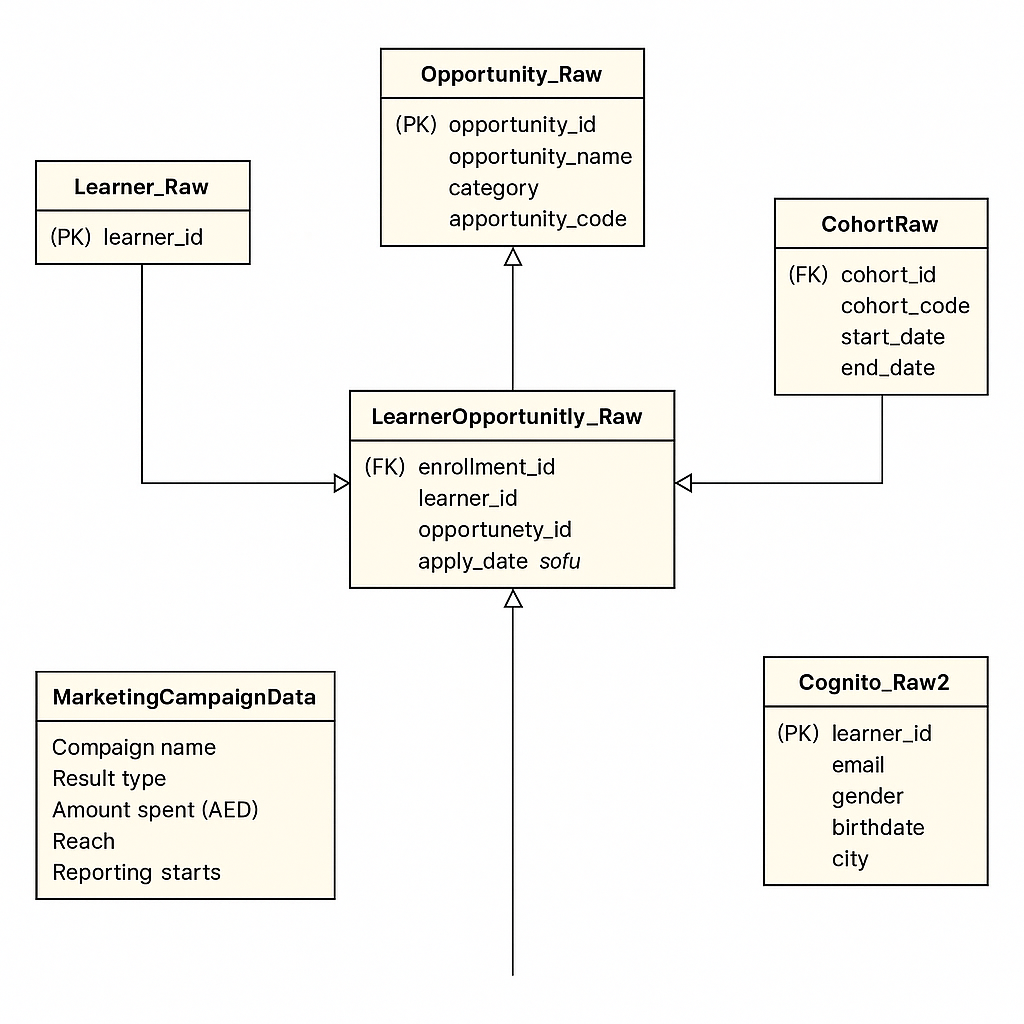 Opportunity_Raw
(PK) opportunity_id
opportunity_name
category
apportunity_code
Learner_Raw
(PK) learner_id
CohortRaw
(FK) cohort_id
cohort_code
start_date
end_date
LearnerOpportunitly_Raw
(FK) enrollment_id
learner_id
opportunety_id
apply_date sofu
MarketingCampaignData
Compaign name
Result type
Amount spent (AED)
Reach
Reporting starts
Cognito_Raw2
(PK) learner_id
email
gender
birthdate
city